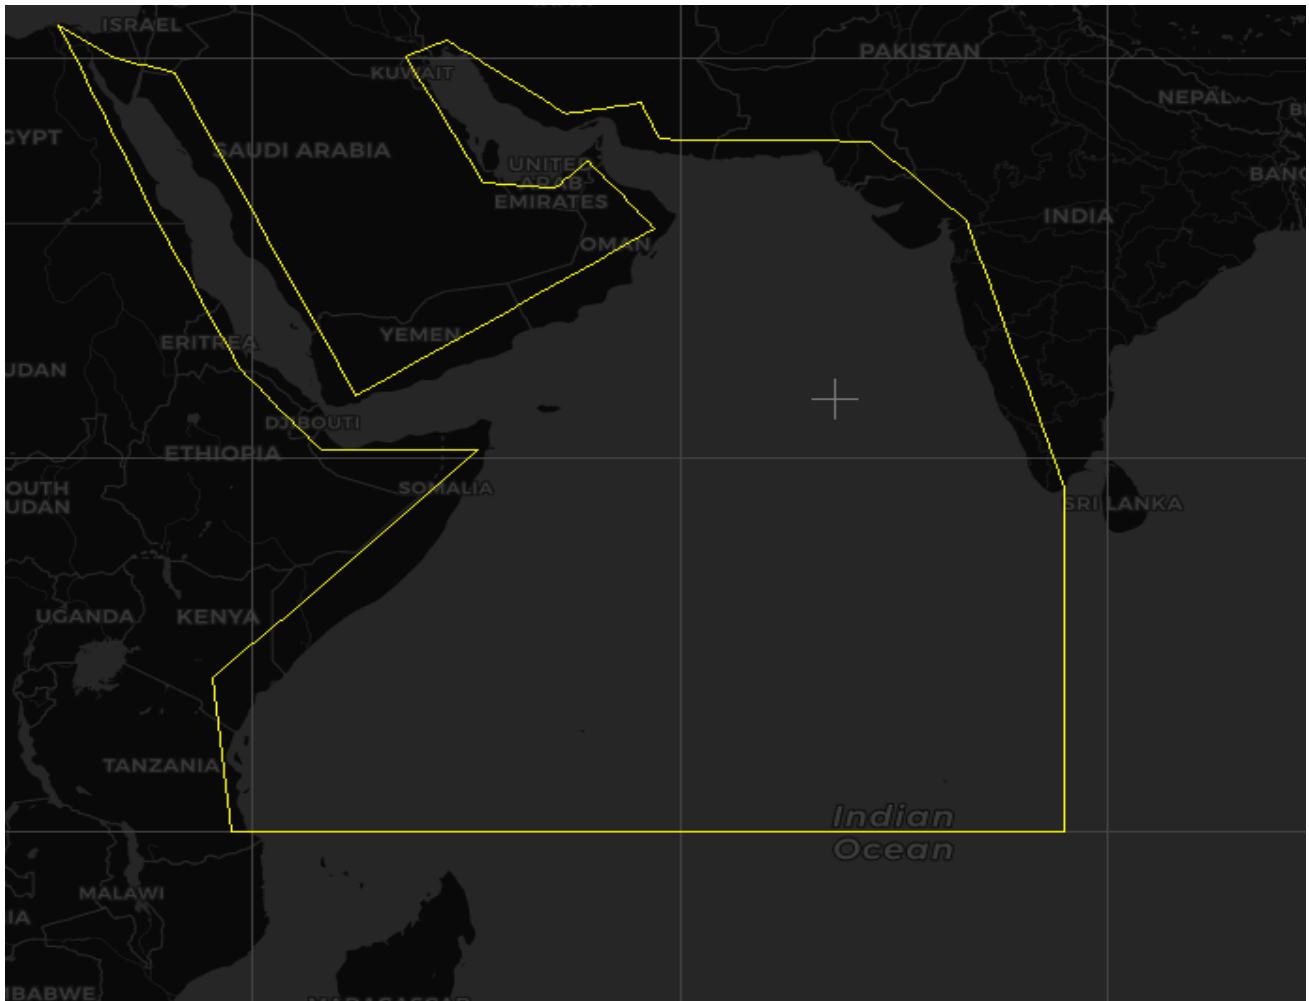 ISRAEL
PAKISTAN
KUWAIT
NEPAL
GYPT
SAUDI ARABIA
UNITED
ARAB
EMIRATES
BANG
INDIA
OMAN
YEMEN
ERITREA
UDAN
DJIBOUTI
ETHIOPIA
OUTH
UDAN
SOMALIA
SRI LANKA
UGANDA
KENYA
TANZANIA
Indian
Ocean
MALAWI
IA
IBABWE